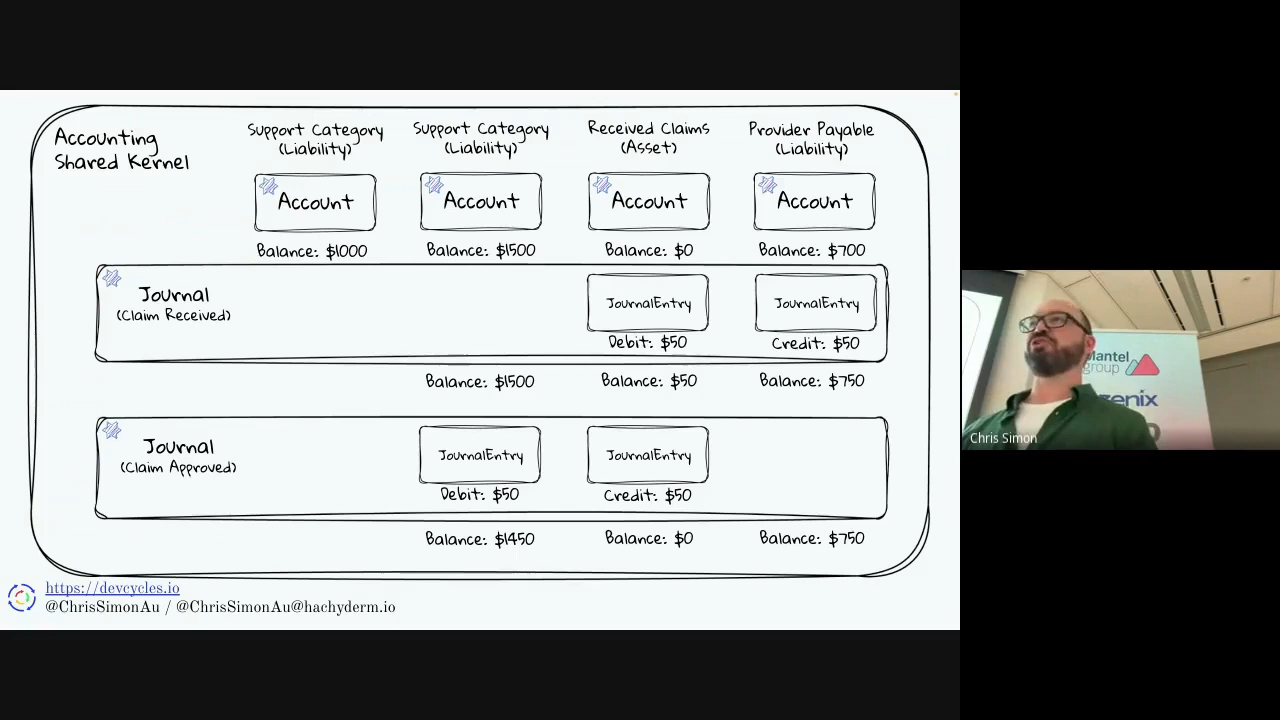 Accounting
Shared Kernel
Support Category
(Liability)
Support Category
(Liability)
Received Claims
(Asset)
Provider Payable
(Liability)
Account
Account
Account
Account
Balance: $1000
Balance: $1500
Balance: $0
Balance: $700
Journal
(Claim Received)
JournalEntry
JournalEntry
Debit: $50
Credit: $50
Balance: $1500
Balance: $50
Balance: $750
Journal
(Claim Approved)
JournalEntry
JournalEntry
Debit: $50
Credit: $50
Balance: $1450
Balance: $0
Balance: $750
https://devcycles.io
@ChrisSimonAu / @ChrisSimonAu@hachyderm.io
Mantel
group
Chris Simon